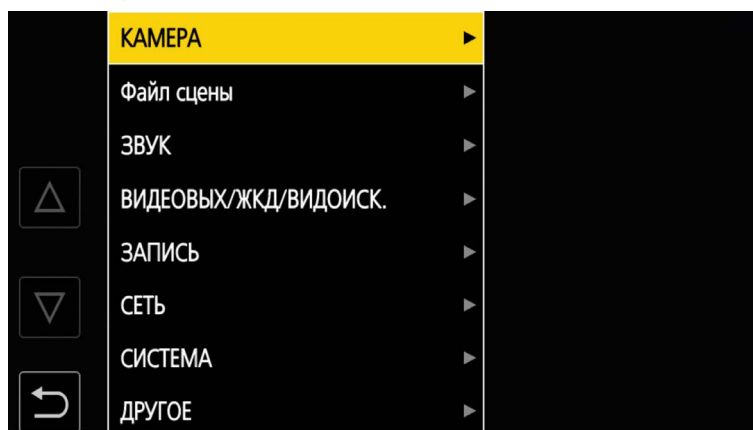 КАМЕРА
Файл сцены
ЗВУК
ВИДЕОВЫХ/ЖКД/ВИДОИСК.
ЗАПИСЬ
СЕТЬ
СИСТЕМА
ДРУГОЕ